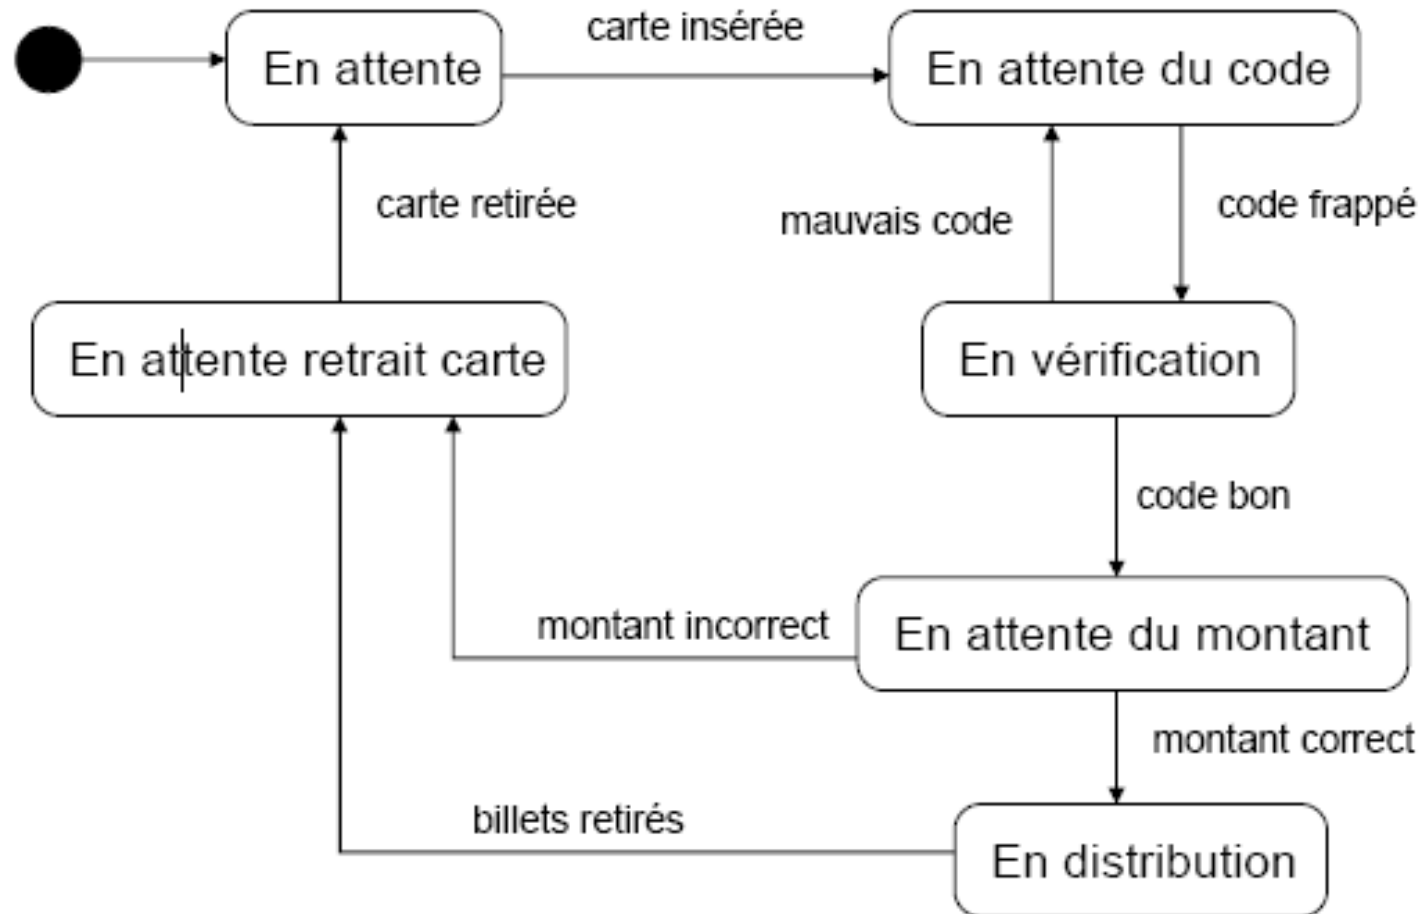 carte insérée
En attente
En attente du code
carte retirée
mauvais code
code frappé
En attente retrait carte
En vérification
code bon
montant incorrect
En attente du montant
montant correct
billets retirés
En distribution